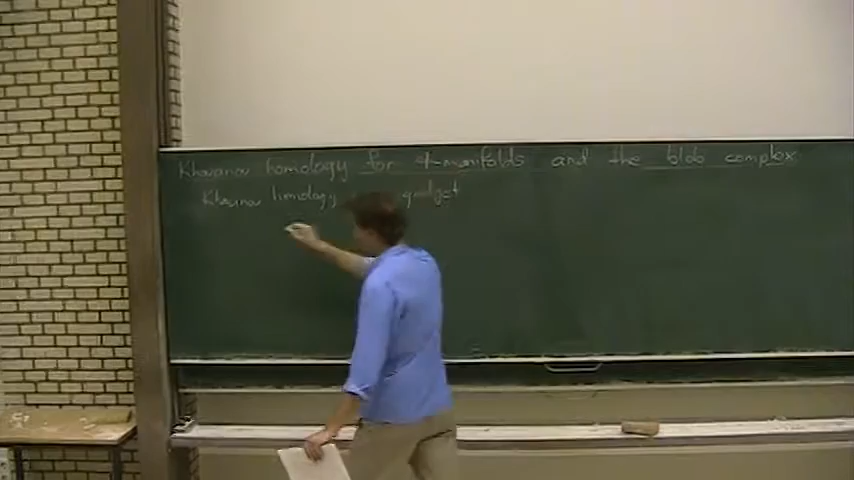 Khovanov homology for 4-manifolds and the blob complex
Khovanov homology gadget